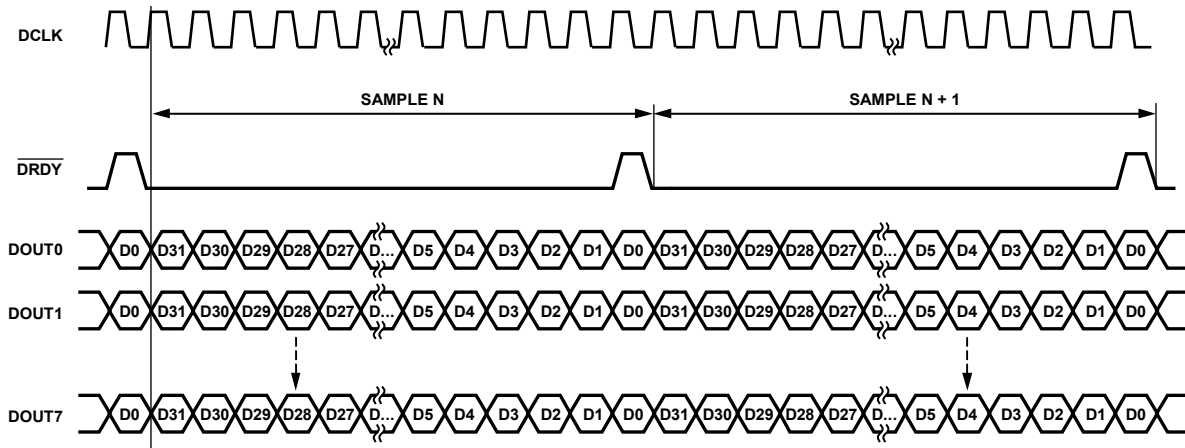 DCLK
SAMPLE N SAMPLE N + 1
DRDY
DOUT0 D0 D31 D30 D29 D28 D27 D... D5 D4 D3 D2 D1 D0 D31 D30 D29 D28 D27 D... D5 D4 D3 D2 D1 D0
DOUT1 D0 D31 D30 D29 D28 D27 D... D5 D4 D3 D2 D1 D0 D31 D30 D29 D28 D27 D... D5 D4 D3 D2 D1 D0
DOUT7 D0 D31 D30 D29 D28 D27 D... D5 D4 D3 D2 D1 D0 D31 D30 D29 D28 D27 D... D5 D4 D3 D2 D1 D0